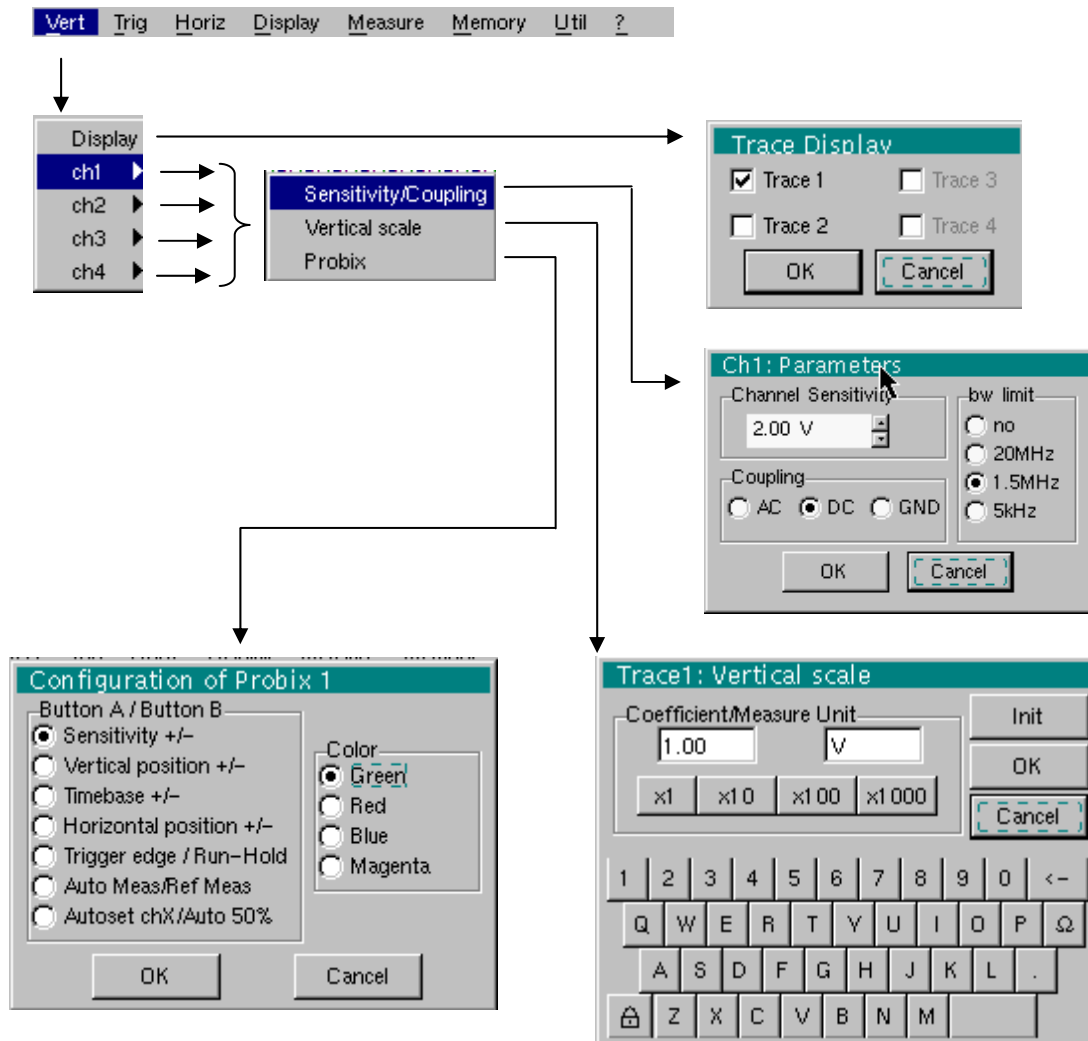 Vert Trig Horiz Display Measure Memory Util ?
Display
ch1
ch2
ch3
ch4
Sensitivity/Coupling
Vertical scale
Probix
Trace Display
Trace 1 Trace 3
Trace 2 Trace 4
OK Cancel
Ch1: Parameters
Channel Sensitivity
2.00 V
Coupling
AC DC GND
bw limit
no
20MHz
1.5MHz
5kHz
OK Cancel
Configuration of Probix 1
Button A / Button B
Sensitivity +/-
Vertical position +/-
Timebase +/-
Horizontal position +/-
Trigger edge / Run-Hold
Auto Meas/Ref Meas
Autoset chX/Auto 50%
Color
Green
Red
Blue
Magenta
OK Cancel
Trace1: Vertical scale
Coefficient/Measure Unit
1.00 V
x1 x10 x100 x1000
Init
OK
Cancel
1 2 3 4 5 6 7 8 9 0 <-
Q W E R T Y U I O P Ω
A S D F G H J K L .
Z X C V B N M